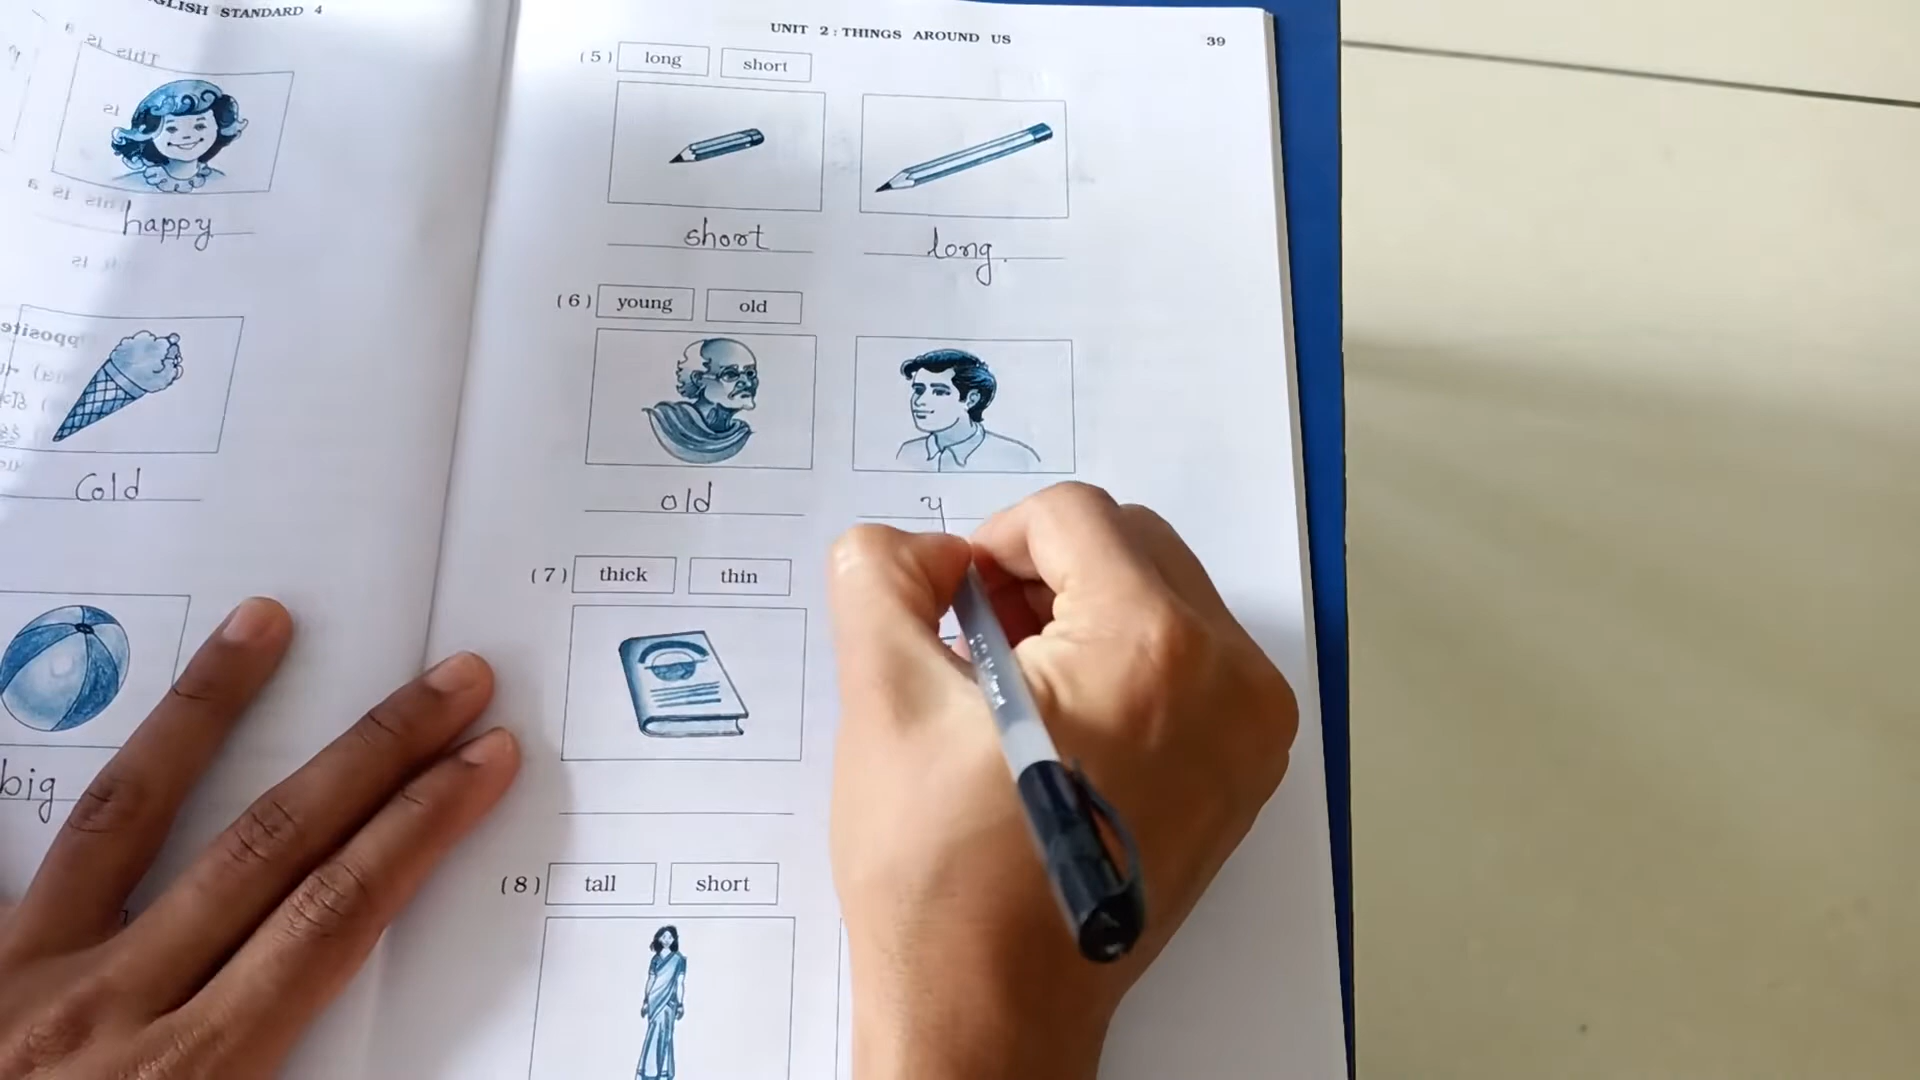 ENGLISH STANDARD 4
happy
Cold
big
UNIT 2 : THINGS AROUND US 39
(5) long short
short long.
(6) young old
old y
(7) thick thin
(8) tall short